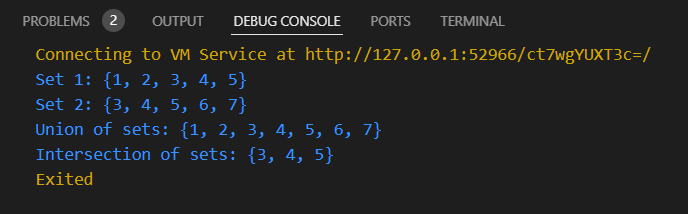 PROBLEMS 2 OUTPUT DEBUG CONSOLE PORTS TERMINAL
Connecting to VM Service at http://127.0.0.1:52966/ct7wgYUXT3c=/
Set 1: {1, 2, 3, 4, 5}
Set 2: {3, 4, 5, 6, 7}
Union of sets: {1, 2, 3, 4, 5, 6, 7}
Intersection of sets: {3, 4, 5}
Exited